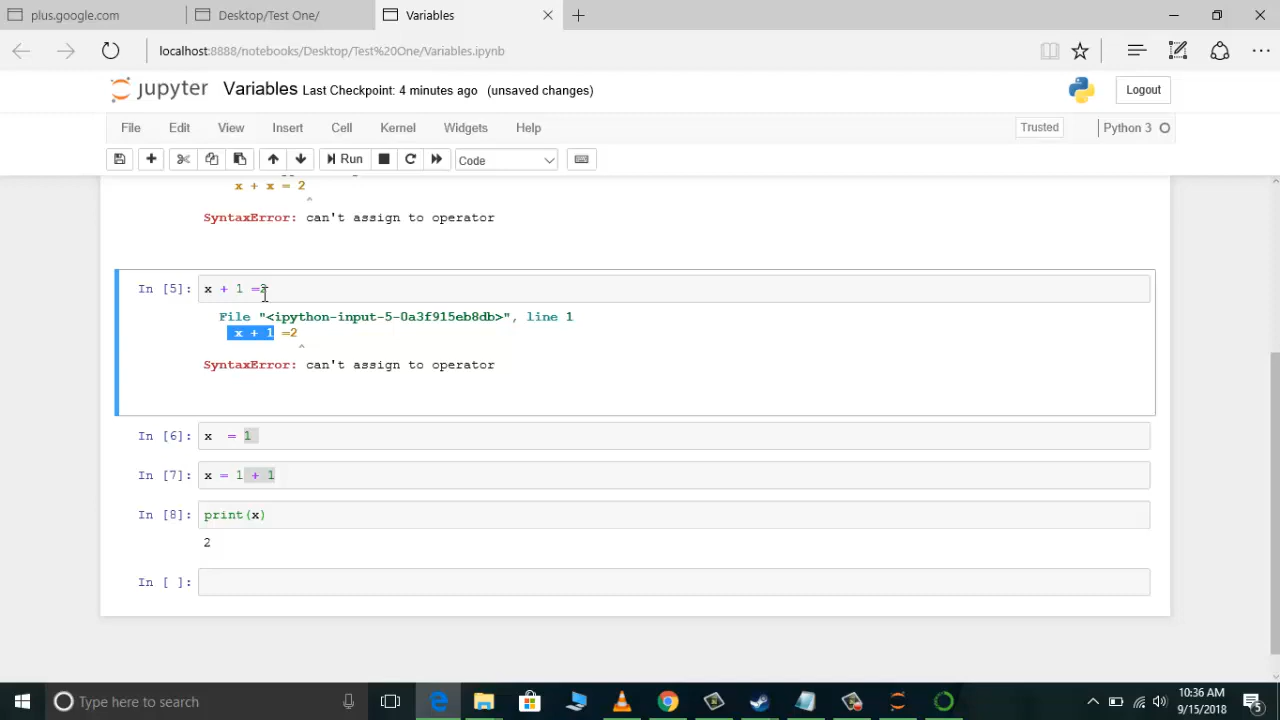 plus.google.com
Desktop/Test One/
Variables
localhost:8888/notebooks/Desktop/Test%20One/Variables.ipynb
jupyter Variables Last Checkpoint: 4 minutes ago (unsaved changes)
Logout
File Edit View Insert Cell Kernel Widgets Help
Trusted
Python 3
Run
Code
x + x = 2
^
SyntaxError: can't assign to operator
In [5]: x + 1 =2
File "<ipython-input-5-0a3f915eb8db>", line 1
x + 1 =2
^
SyntaxError: can't assign to operator
In [6]: x = 1
In [7]: x = 1 + 1
In [8]: print(x)
2
In [ ]:
Type here to search
10:36 AM
9/15/2018
5